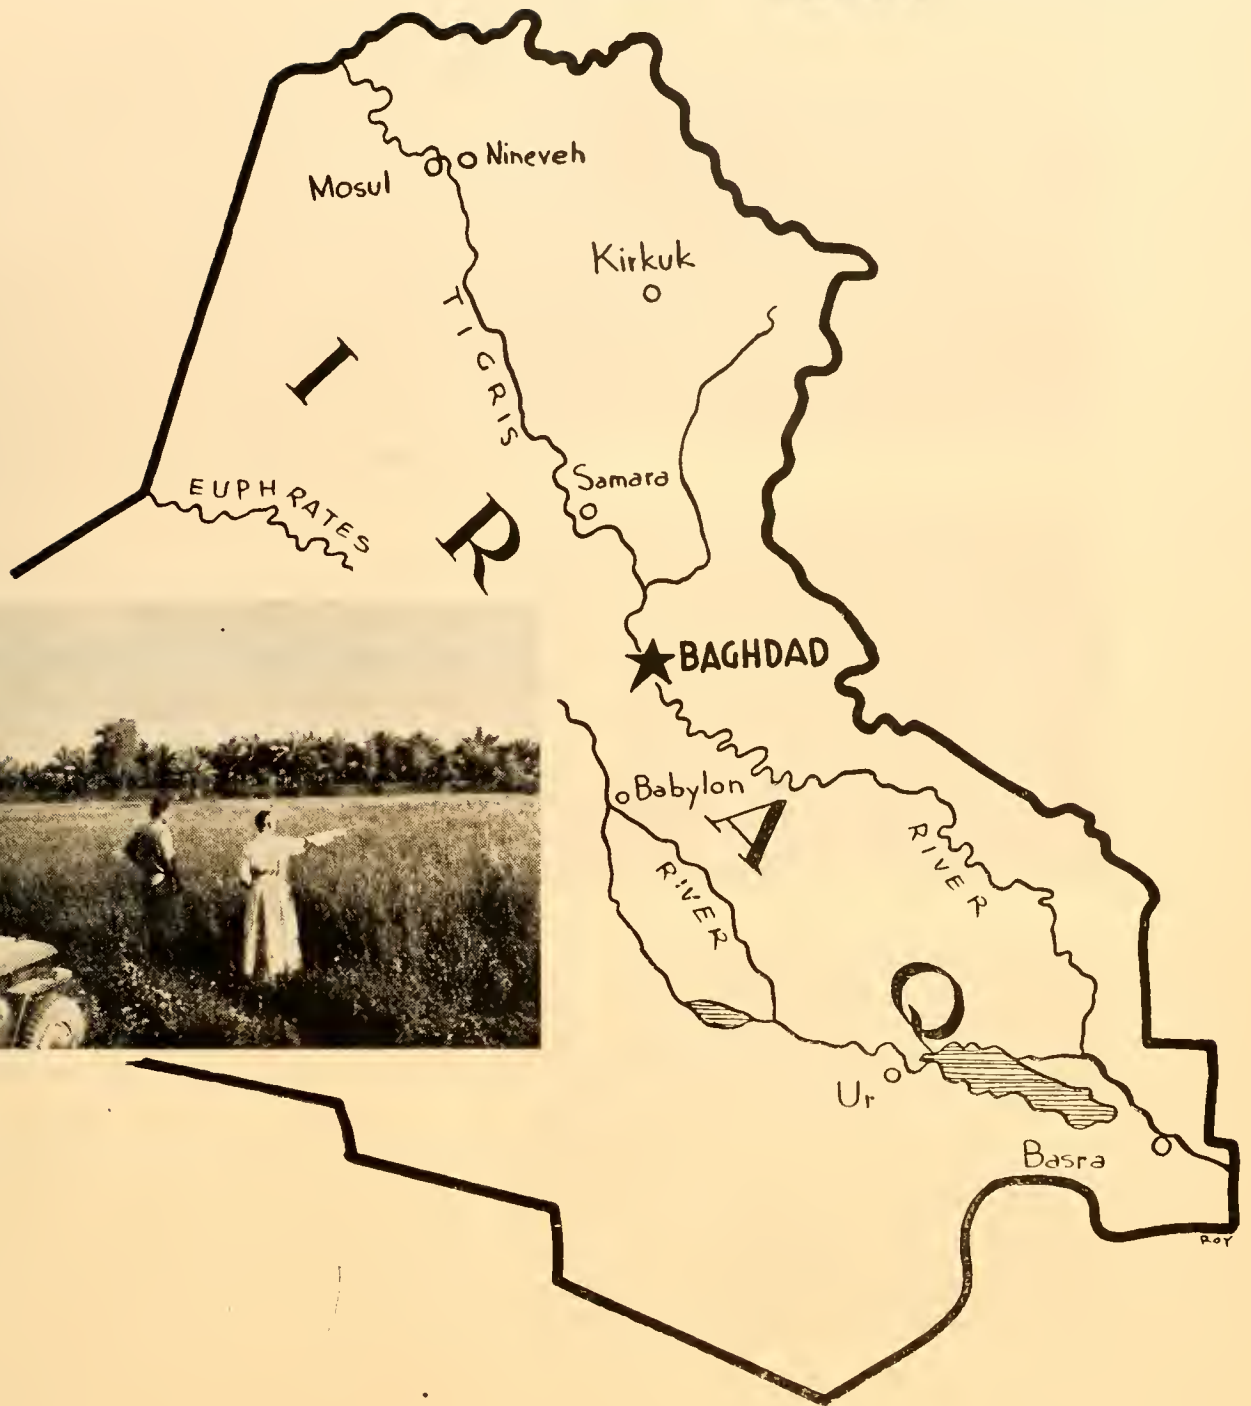 Nineveh
Mosul
Kirkuk
TIGRIS
I
Samara
EUPHRATES
R
BAGHDAD
Babylon
A
RIVER
RIVER
Q
Ur
Basra
ROY